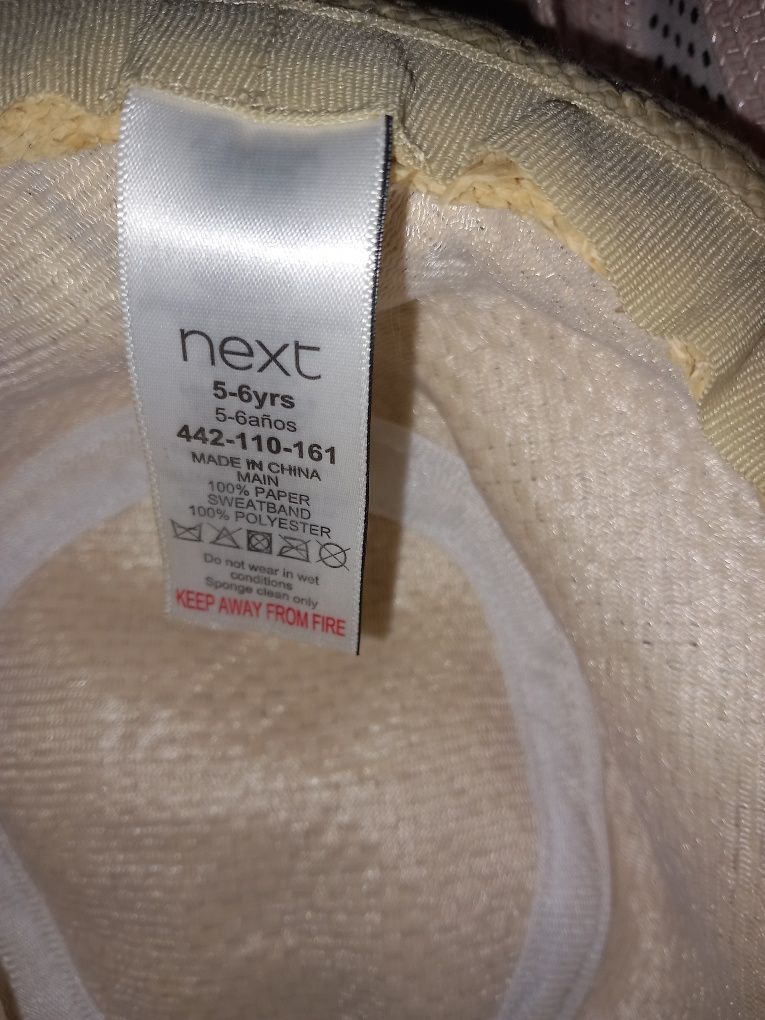 next
5-6yrs
5-6años
442-110-161
MADE IN CHINA
MAIN
100% PAPER
SWEATBAND
100% POLYESTER
Do not wear in wet
conditions
Sponge clean only
KEEP AWAY FROM FIRE